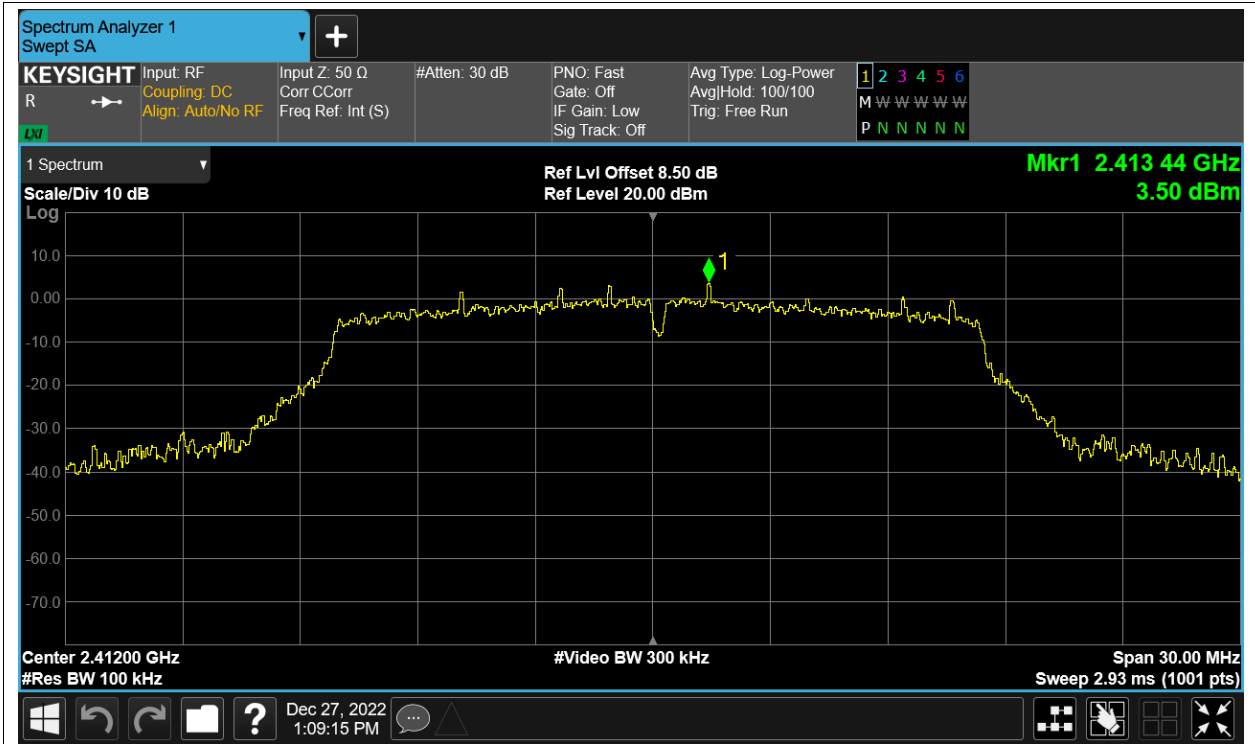 Spectrum Analyzer 1
Swept SA
KEYSIGHT
R
LXI
Input: RF
Coupling: DC
Align: Auto/No RF
Input Z: 50 Ω
Corr CCorr
Freq Ref: Int (S)
#Atten: 30 dB
PNO: Fast
Gate: Off
IF Gain: Low
Sig Track: Off
Avg Type: Log-Power
Avg|Hold: 100/100
Trig: Free Run
1 2 3 4 5 6
M W W W W W W
P N N N N N N
1 Spectrum
Scale/Div 10 dB
Log
Ref Lvl Offset 8.50 dB
Ref Level 20.00 dBm
Mkr1 2.413 44 GHz
3.50 dBm
1
10.0
0.00
-10.0
-20.0
-30.0
-40.0
-50.0
-60.0
-70.0
Center 2.41200 GHz
#Res BW 100 kHz
#Video BW 300 kHz
Span 30.00 MHz
Sweep 2.93 ms (1001 pts)
?
Dec 27, 2022
1:09:15 PM